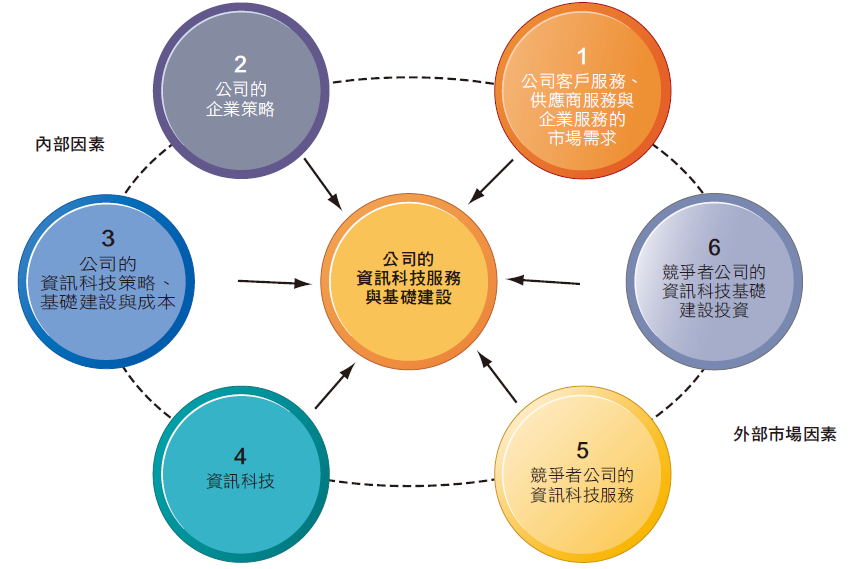 1
公司客戶服務、
供應商服務與
企業服務的
市場需求
2
公司的
企業策略
內部因素
3
公司的
資訊科技策略、
基礎建設與成本
公司的
資訊科技服務
與基礎建設
6
競爭者公司的
資訊科技基礎
建設投資
4
資訊科技
5
競爭者公司的
資訊科技服務
外部市場因素